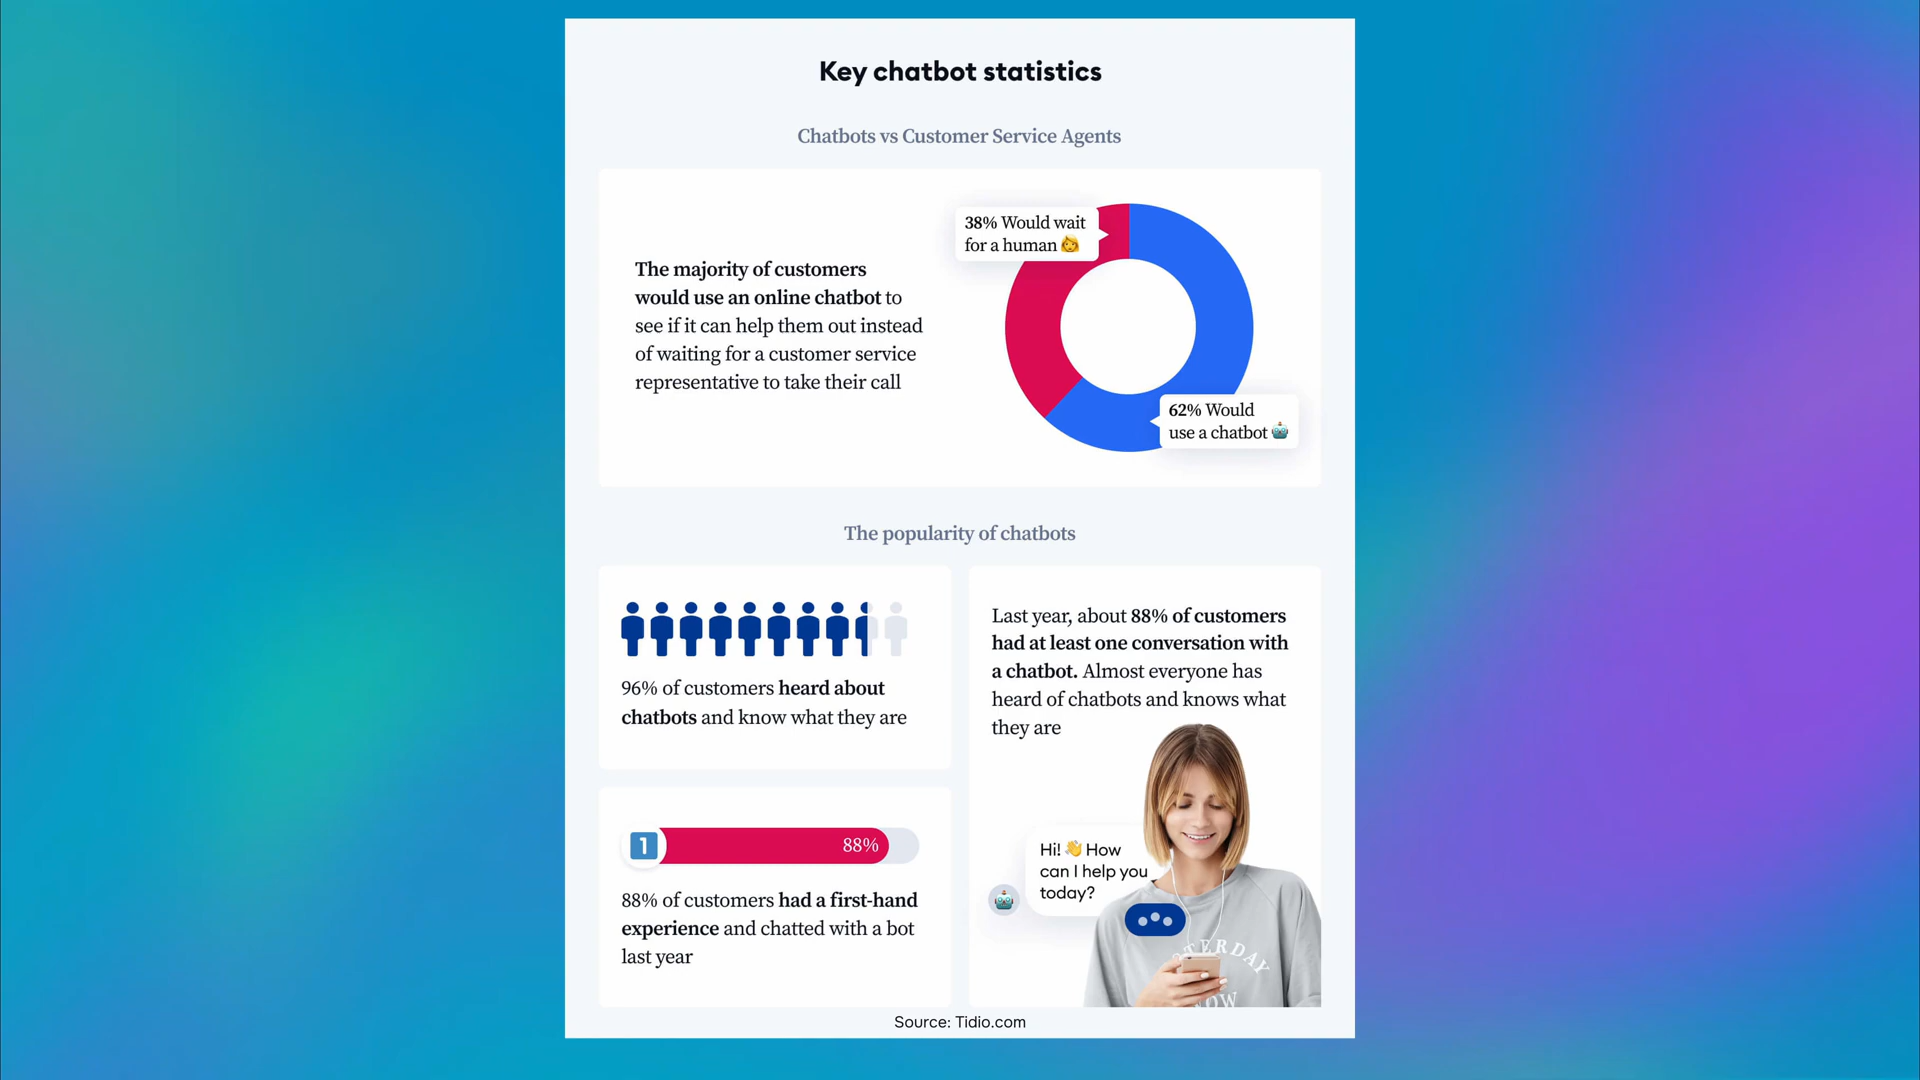 Key chatbot statistics
Chatbots vs Customer Service Agents
The majority of customers
would use an online chatbot to
see if it can help them out instead
of waiting for a customer service
representative to take their call
38% Would wait
for a human
62% Would
use a chatbot
The popularity of chatbots
96% of customers heard about
chatbots and know what they are
1
88%
88% of customers had a first-hand
experience and chatted with a bot
last year
Last year, about 88% of customers
had at least one conversation with
a chatbot. Almost everyone has
heard of chatbots and knows what
they are
Hi! 👋 How
can I help you
today?
Source: Tidio.com